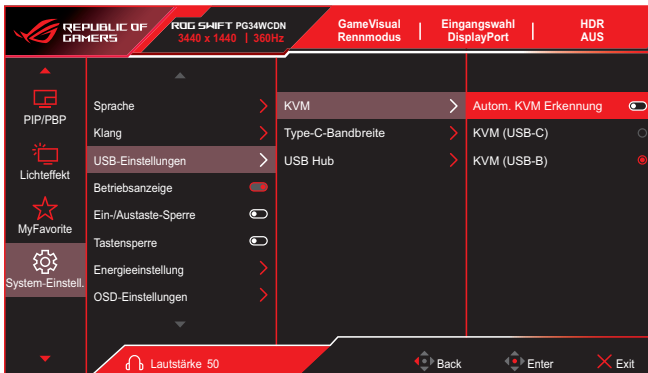 REPUBLIC OF
GAMERS
ROG SWIFT PG34WCDN
3440 x 1440 | 360Hz
GameVisual
Rennmodus
Eingangswahl
DisplayPort
HDR
AUS
PIP/PBP
Lichteffekt
MyFavorite
System-Einstell.
Sprache
Klang
USB-Einstellungen
Betriebsanzeige
Ein-/Austaste-Sperre
Tastensperre
Energieeinstellung
OSD-Einstellungen
KVM
Type-C-Bandbreite
USB Hub
Autom. KVM Erkennung
KVM (USB-C)
KVM (USB-B)
Lautstärke 50
Back
Enter
Exit